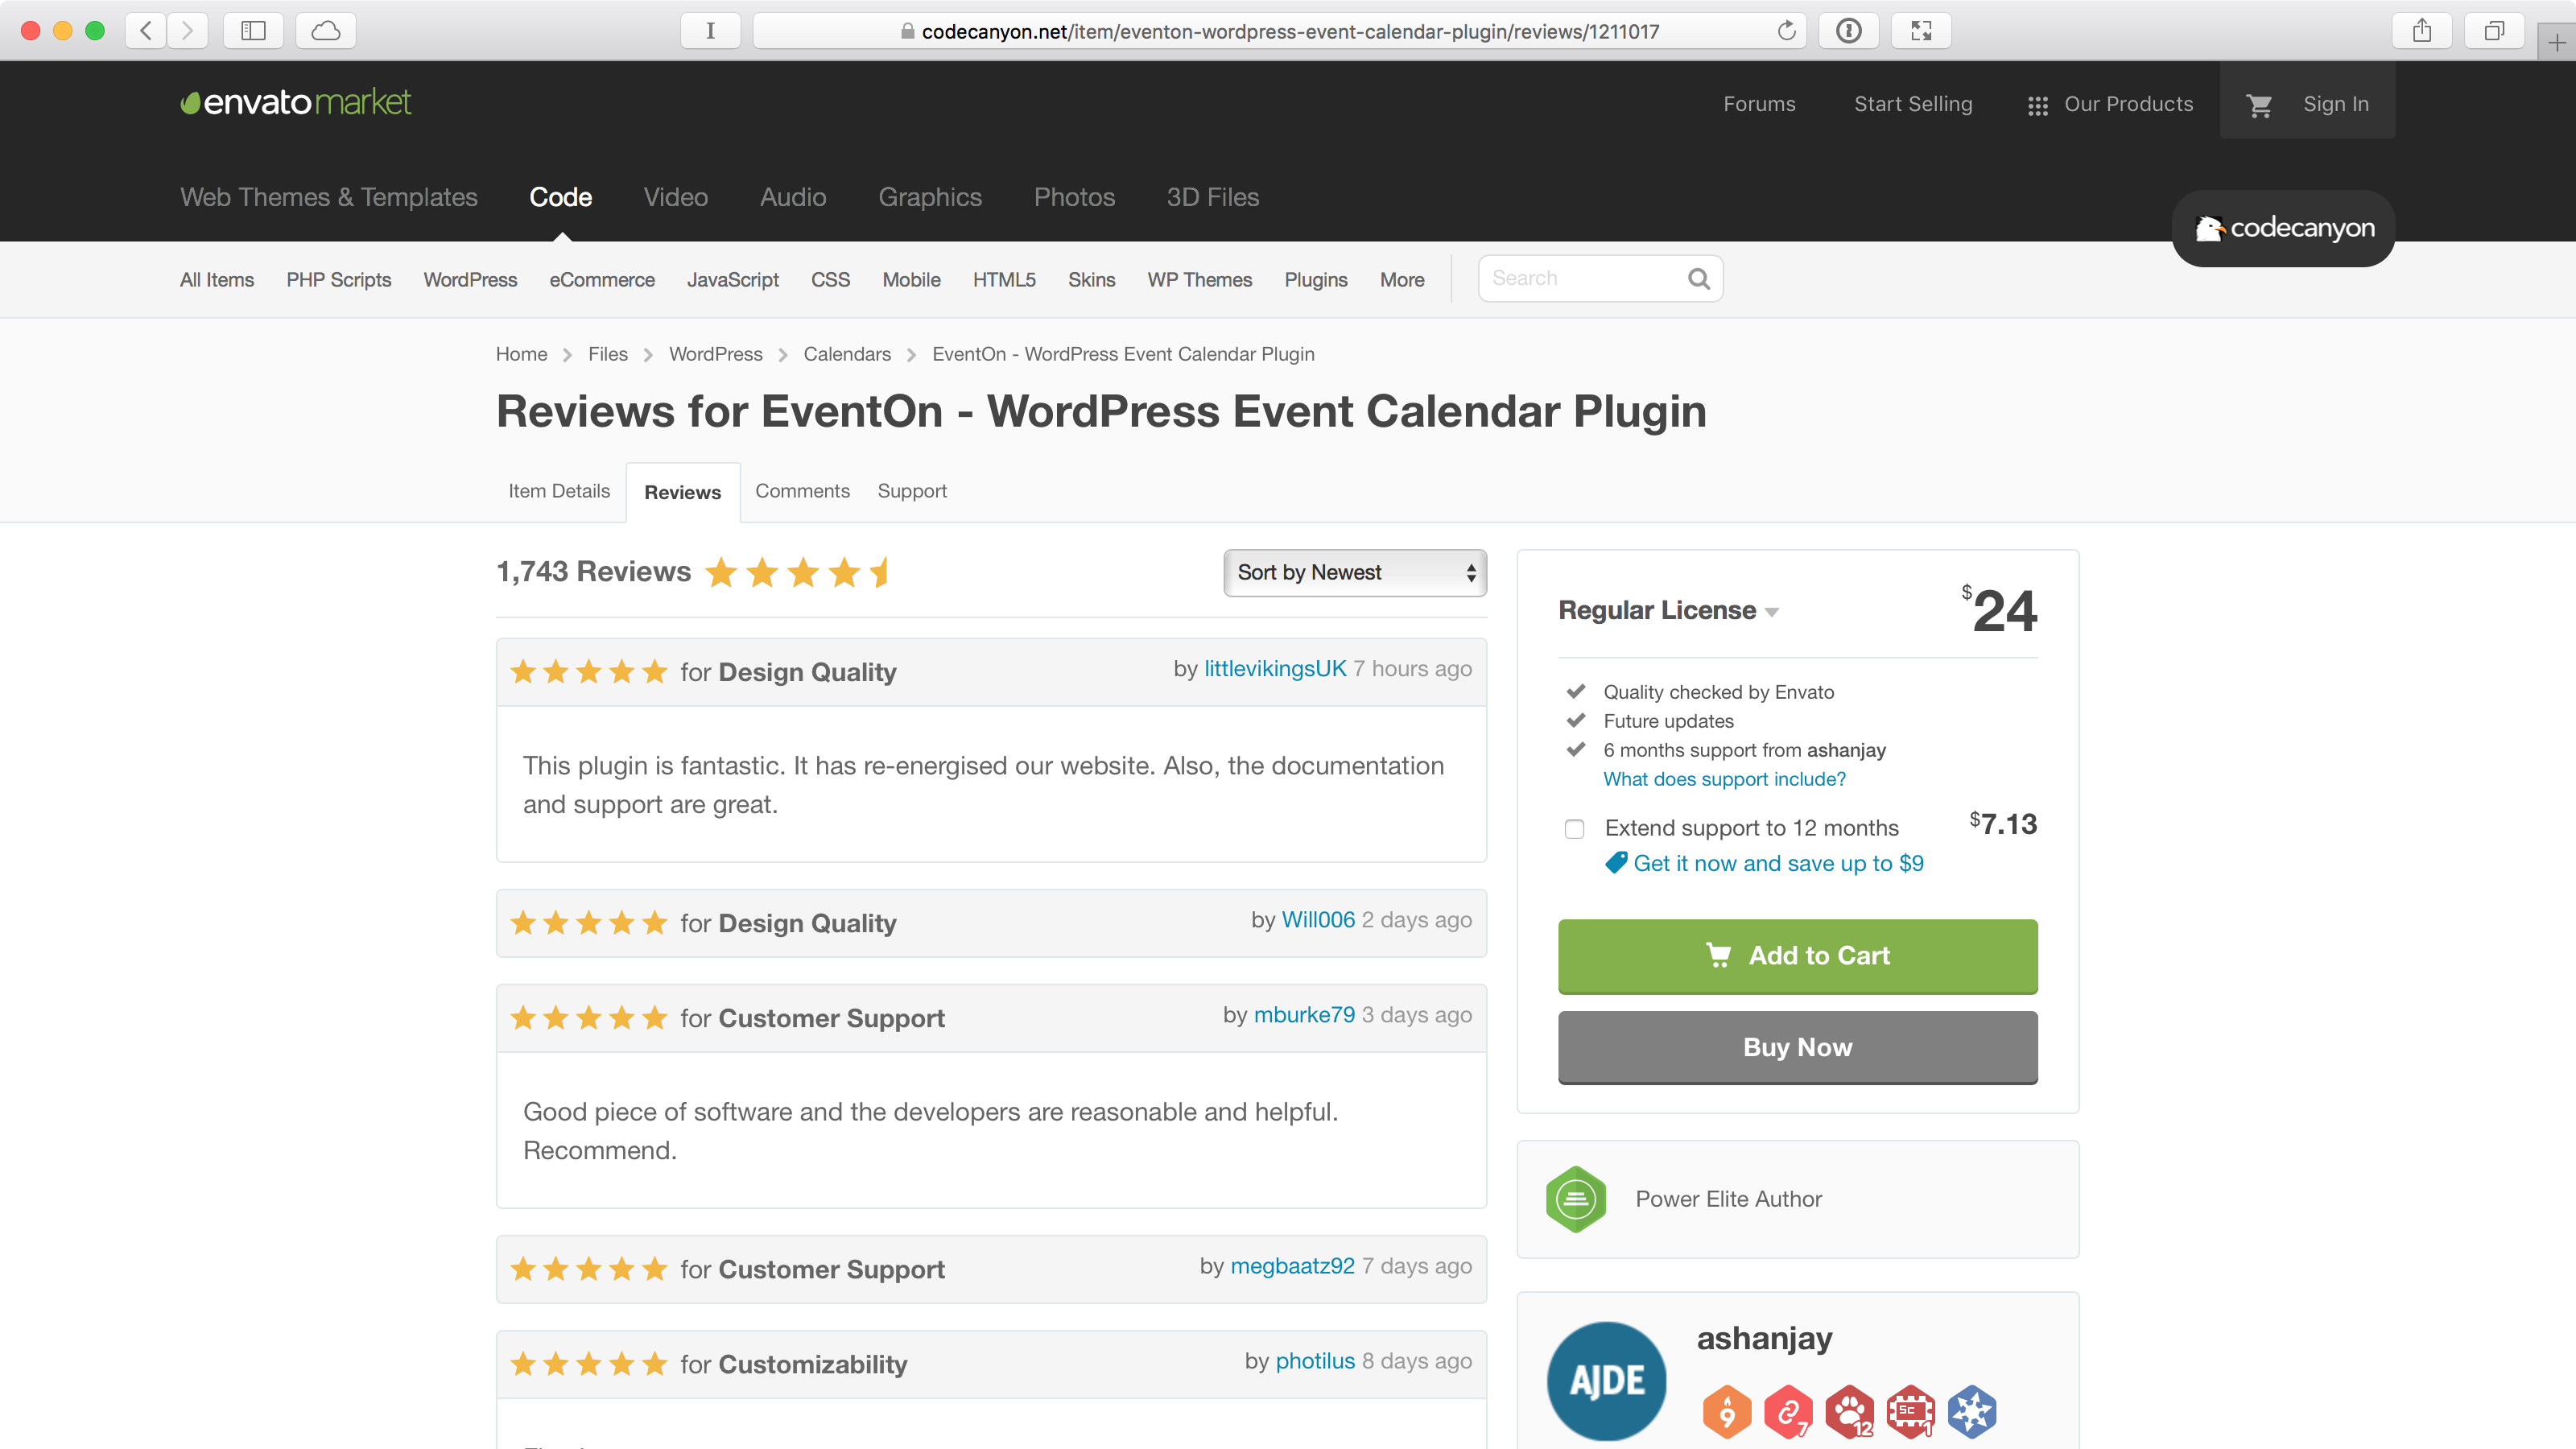 codecanyon.net/item/eventon-wordpress-event-calendar-plugin/reviews/1211017
envatomarket
Forums Start Selling Our Products Sign In
Web Themes & Templates Code Video Audio Graphics Photos 3D Files
codecanyon
All Items PHP Scripts WordPress eCommerce JavaScript CSS Mobile HTML5 Skins WP Themes Plugins More Search
Home Files WordPress Calendars EventOn - WordPress Event Calendar Plugin
Reviews for EventOn - WordPress Event Calendar Plugin
Item Details Reviews Comments Support
1,743 Reviews Sort by Newest
for Design Quality by littlevikingsUK 7 hours ago
This plugin is fantastic. It has re-energised our website. Also, the documentation
and support are great.
for Design Quality by Will006 2 days ago
for Customer Support by mburke79 3 days ago
Good piece of software and the developers are reasonable and helpful.
Recommend.
for Customer Support by megbaatz92 7 days ago
for Customizability by photilus 8 days ago
Regular License $24
Quality checked by Envato
Future updates
6 months support from ashanjay
What does support include?
Extend support to 12 months $7.13
Get it now and save up to $9
Add to Cart
Buy Now
Power Elite Author
AJDE
ashanjay
9 7 12 SC 1